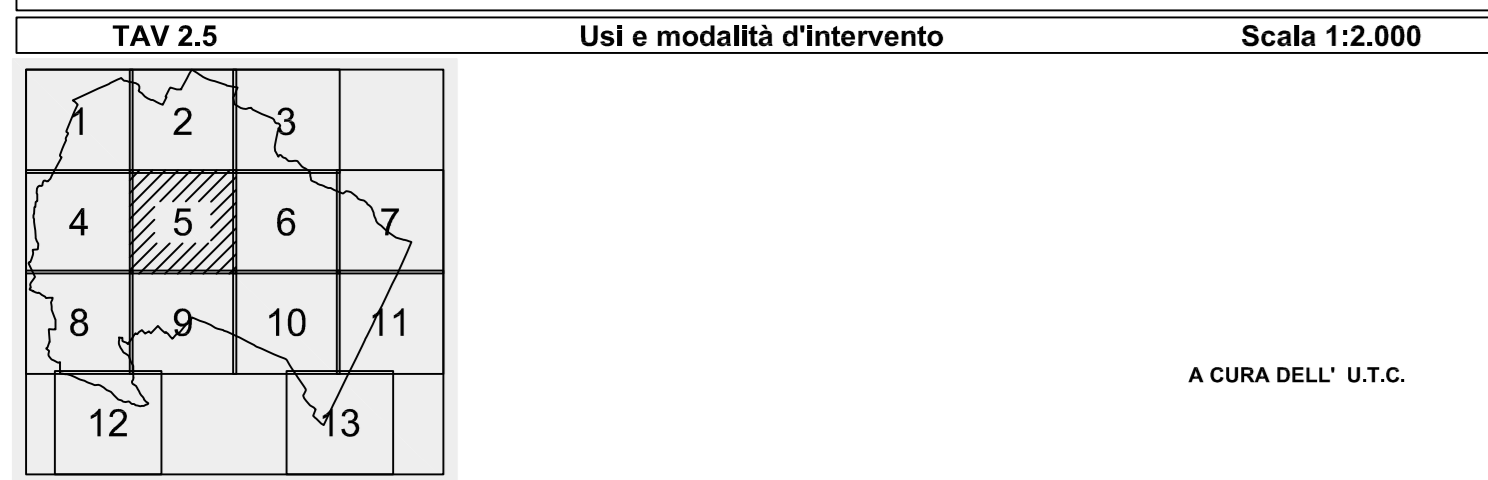 TAV 2.5 Usi e modalità d'intervento Scala 1:2.000
1 2 3
4 5 6 7
8 9 10 11
A CURA DELL' U.T.C.
12 13